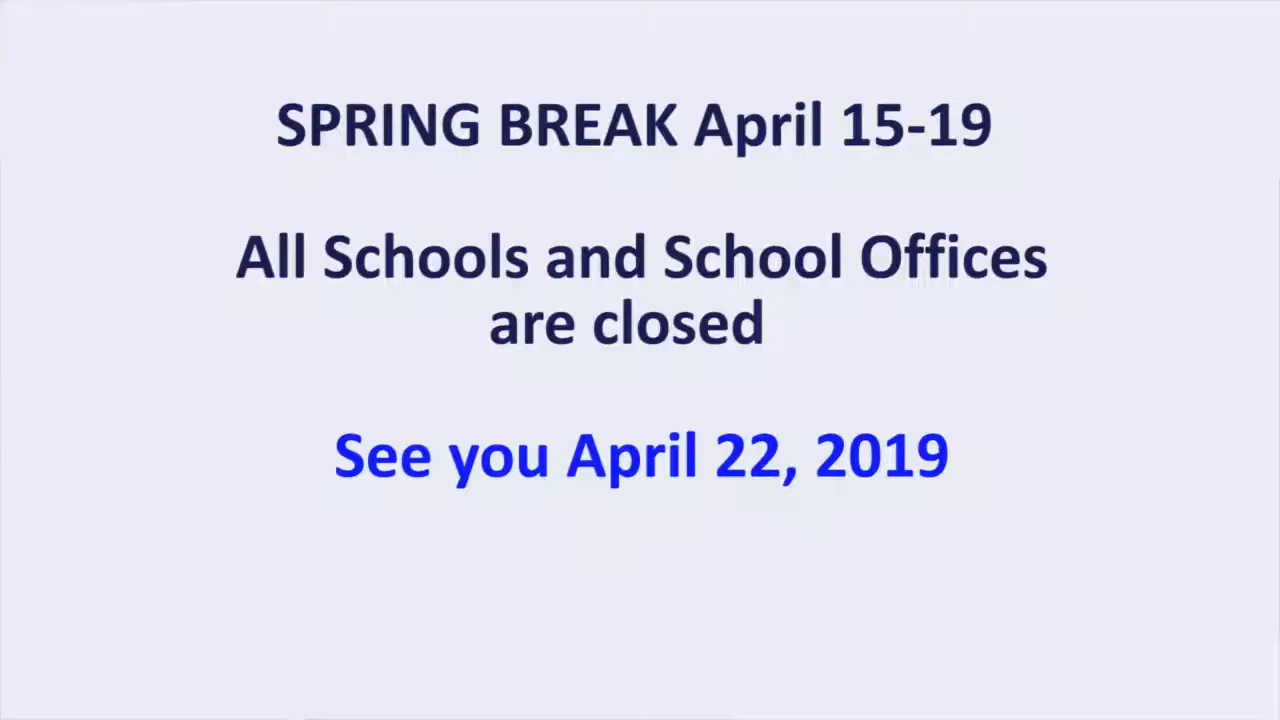 SPRING BREAK April 15-19
All Schools and School Offices
are closed
See you April 22, 2019